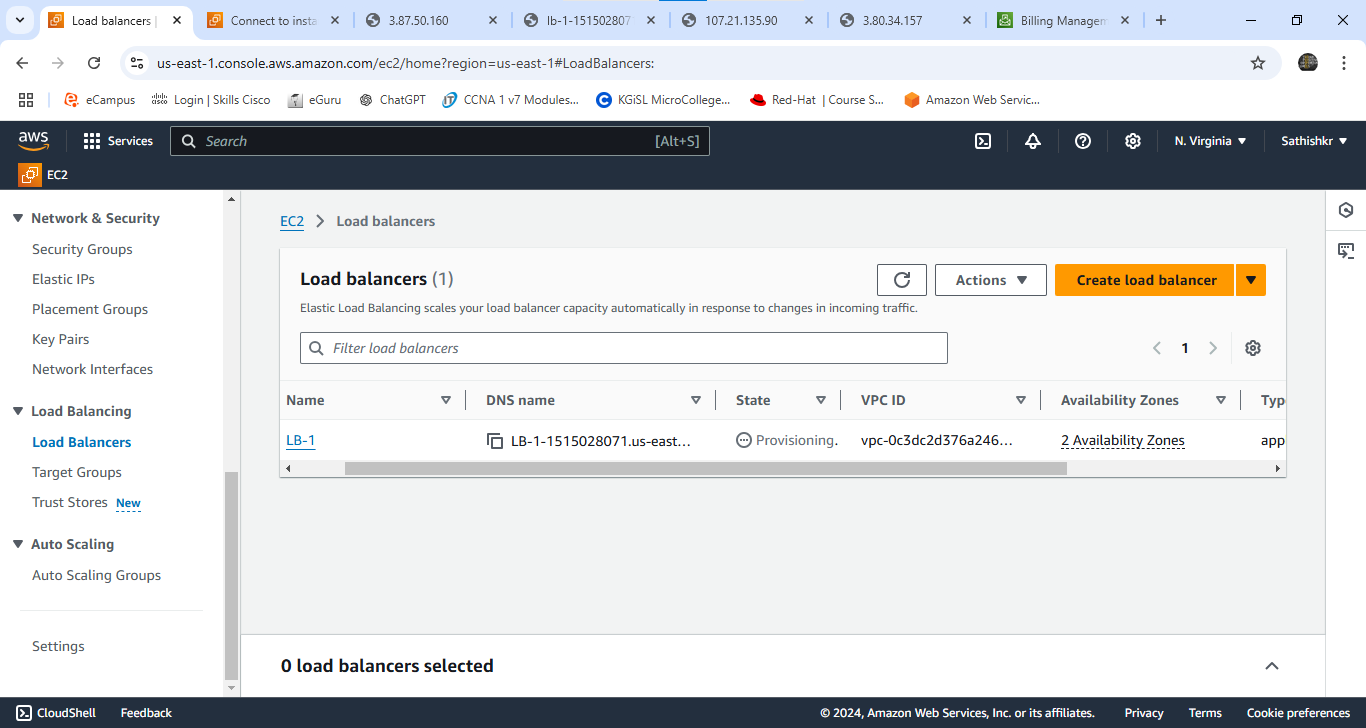 Load balancers |
Connect to insta
3.87.50.160
lb-1-151502807
107.21.135.90
3.80.34.157
Billing Managem
us-east-1.console.aws.amazon.com/ec2/home?region=us-east-1#LoadBalancers:
eCampus
Login | Skills Cisco
eGuru
ChatGPT
CCNA 1 v7 Modules...
KGiSL MicroCollege...
Red-Hat | Course S...
Amazon Web Servic...
aws
Services
Search
[Alt+S]
N. Virginia
Sathishkr
EC2
Network & Security
Security Groups
Elastic IPs
Placement Groups
Key Pairs
Network Interfaces
Load Balancing
Load Balancers
Target Groups
Trust Stores New
Auto Scaling
Auto Scaling Groups
Settings
EC2 > Load balancers
Load balancers (1)
Actions
Create load balancer
Elastic Load Balancing scales your load balancer capacity automatically in response to changes in incoming traffic.
Filter load balancers
1
Name
DNS name
State
VPC ID
Availability Zones
Typ
LB-1
LB-1-1515028071.us-east...
Provisioning.
vpc-0c3dc2d376a246...
2 Availability Zones
app
0 load balancers selected
CloudShell
Feedback
© 2024, Amazon Web Services, Inc. or its affiliates.
Privacy
Terms
Cookie preferences